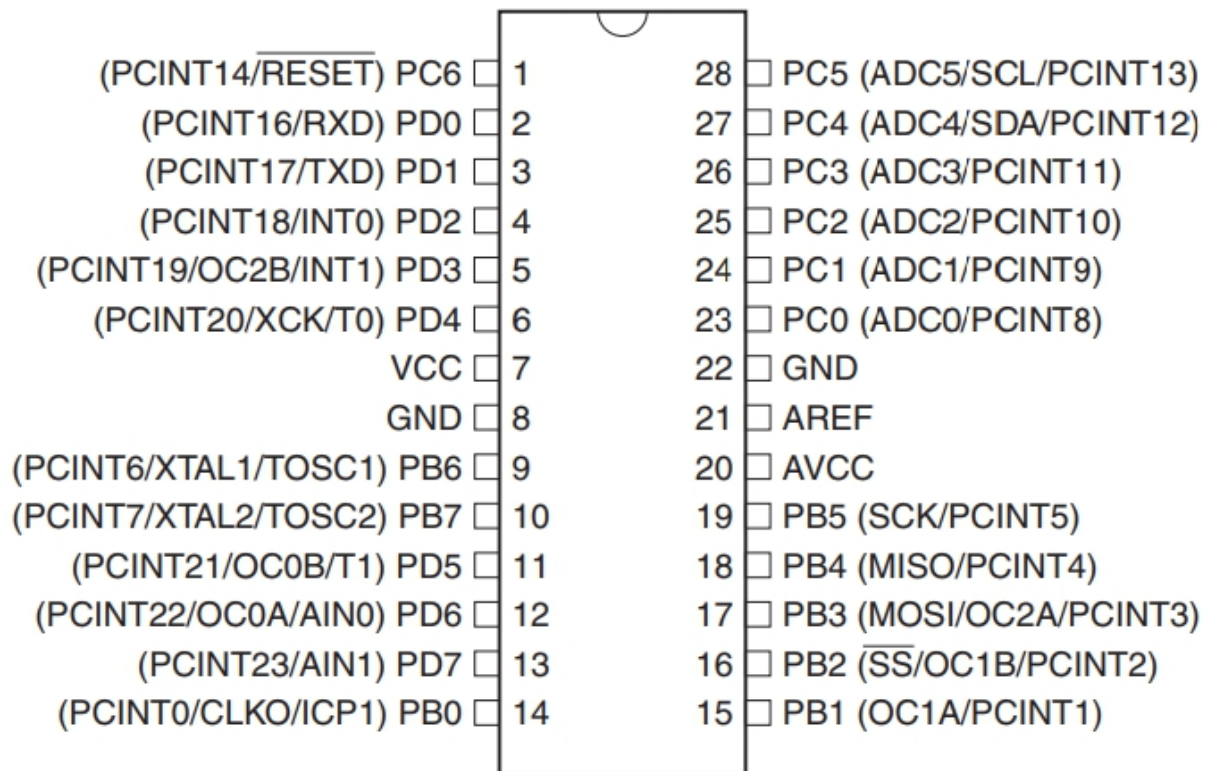 (PCINT14/RESET) PC6 1 28 PC5 (ADC5/SCL/PCINT13)
(PCINT16/RXD) PD0 2 27 PC4 (ADC4/SDA/PCINT12)
(PCINT17/TXD) PD1 3 26 PC3 (ADC3/PCINT11)
(PCINT18/INT0) PD2 4 25 PC2 (ADC2/PCINT10)
(PCINT19/OC2B/INT1) PD3 5 24 PC1 (ADC1/PCINT9)
(PCINT20/XCK/T0) PD4 6 23 PC0 (ADC0/PCINT8)
VCC 7 22 GND
GND 8 21 AREF
(PCINT6/XTAL1/TOSC1) PB6 9 20 AVCC
(PCINT7/XTAL2/TOSC2) PB7 10 19 PB5 (SCK/PCINT5)
(PCINT21/OC0B/T1) PD5 11 18 PB4 (MISO/PCINT4)
(PCINT22/OC0A/AIN0) PD6 12 17 PB3 (MOSI/OC2A/PCINT3)
(PCINT23/AIN1) PD7 13 16 PB2 (SS/OC1B/PCINT2)
(PCINT0/CLKO/ICP1) PB0 14 15 PB1 (OC1A/PCINT1)